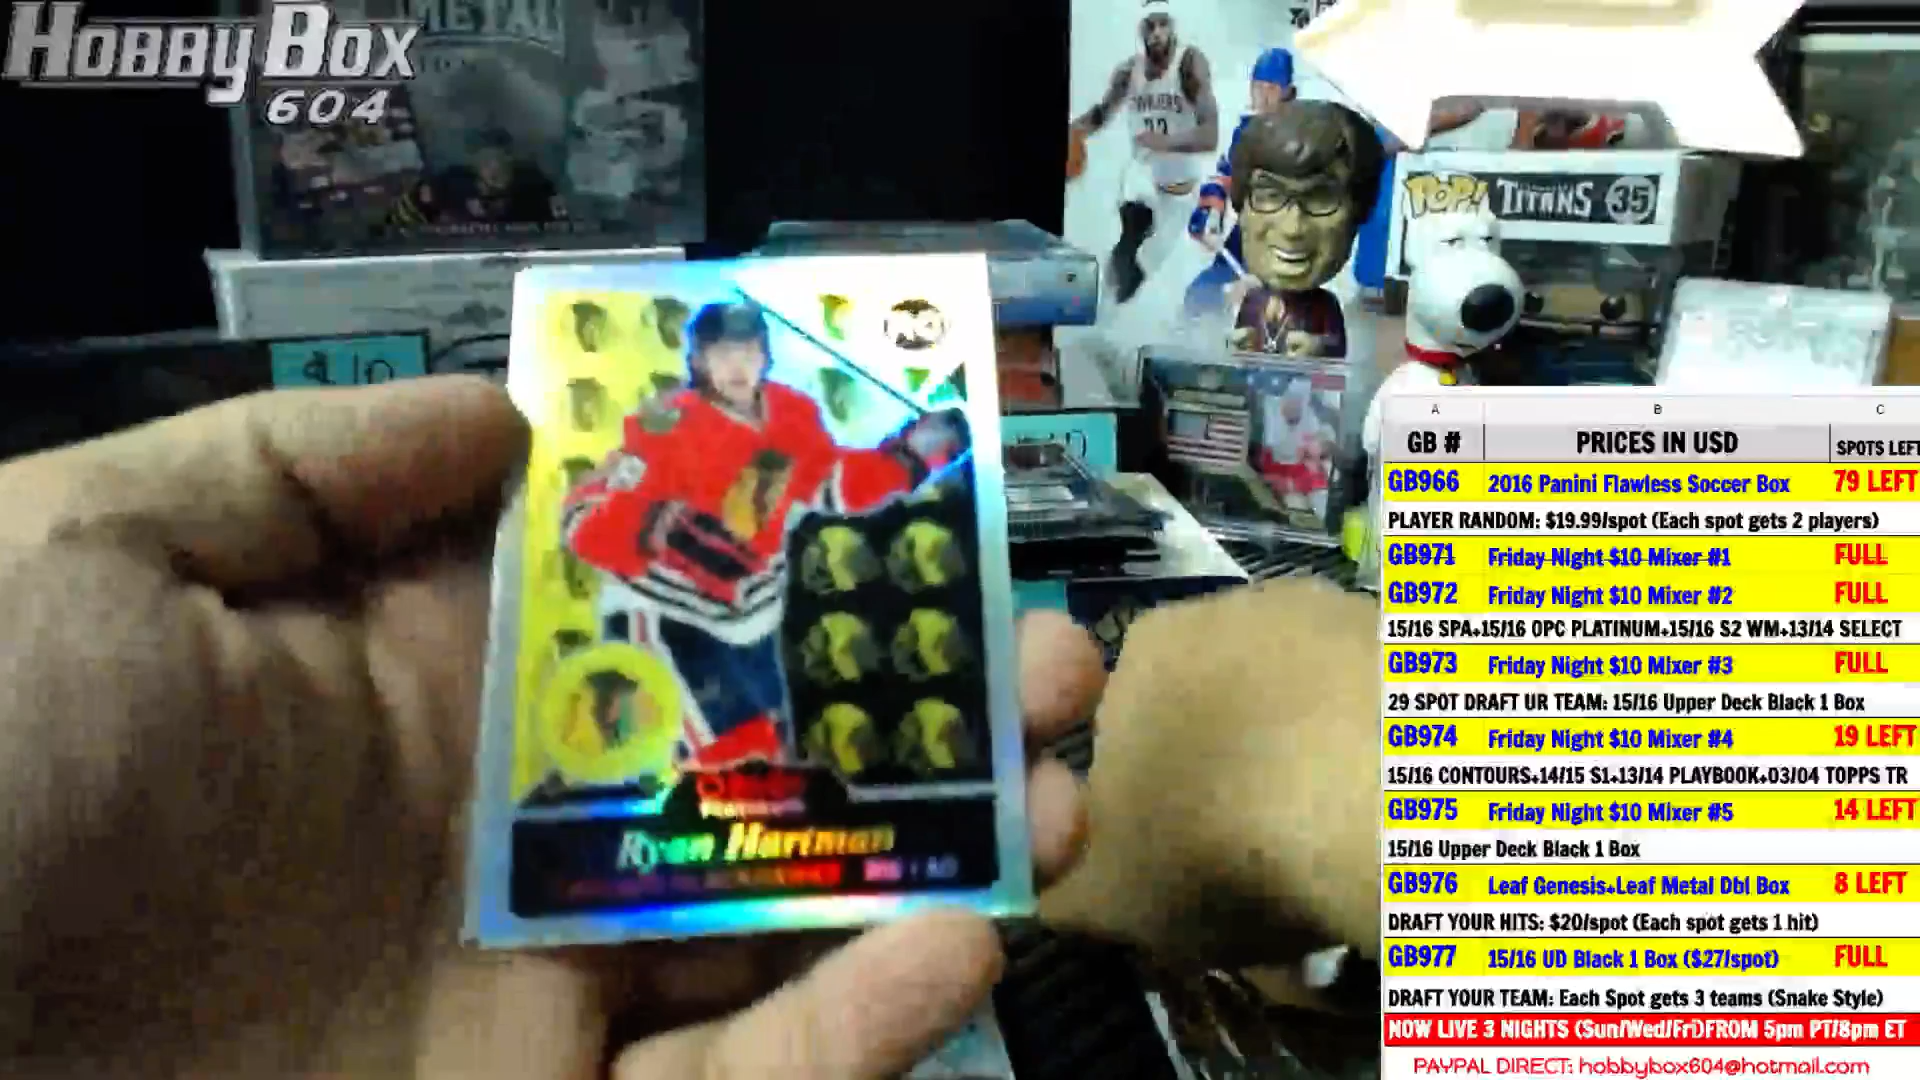 HOBBY BOX
604
METAL
CAVALIERS
POP! TITANS 35
$10
Ryan Hartman
A B C
GB # PRICES IN USD SPOTS LEFT
GB966 2016 Panini Flawless Soccer Box 79 LEFT
PLAYER RANDOM: $19.99/spot (Each spot gets 2 players)
GB971 Friday Night $10 Mixer #1 FULL
GB972 Friday Night $10 Mixer #2 FULL
15/16 SPA+15/16 OPC PLATINUM+15/16 S2 WM+13/14 SELECT
GB973 Friday Night $10 Mixer #3 FULL
29 SPOT DRAFT UR TEAM: 15/16 Upper Deck Black 1 Box
GB974 Friday Night $10 Mixer #4 19 LEFT
15/16 CONTOURS+14/15 S1+13/14 PLAYBOOK+03/04 TOPPS TR
GB975 Friday Night $10 Mixer #5 14 LEFT
15/16 Upper Deck Black 1 Box
GB976 Leaf Genesis+Leaf Metal Dbl Box 8 LEFT
DRAFT YOUR HITS: $20/spot (Each spot gets 1 hit)
GB977 15/16 UD Black 1 Box ($27/spot) FULL
DRAFT YOUR TEAM: Each Spot gets 3 teams (Snake Style)
NOW LIVE 3 NIGHTS (Sun/Wed/Fri)FROM 5pm PT/8pm ET
PAYPAL DIRECT: hobbybox604@hotmail.com